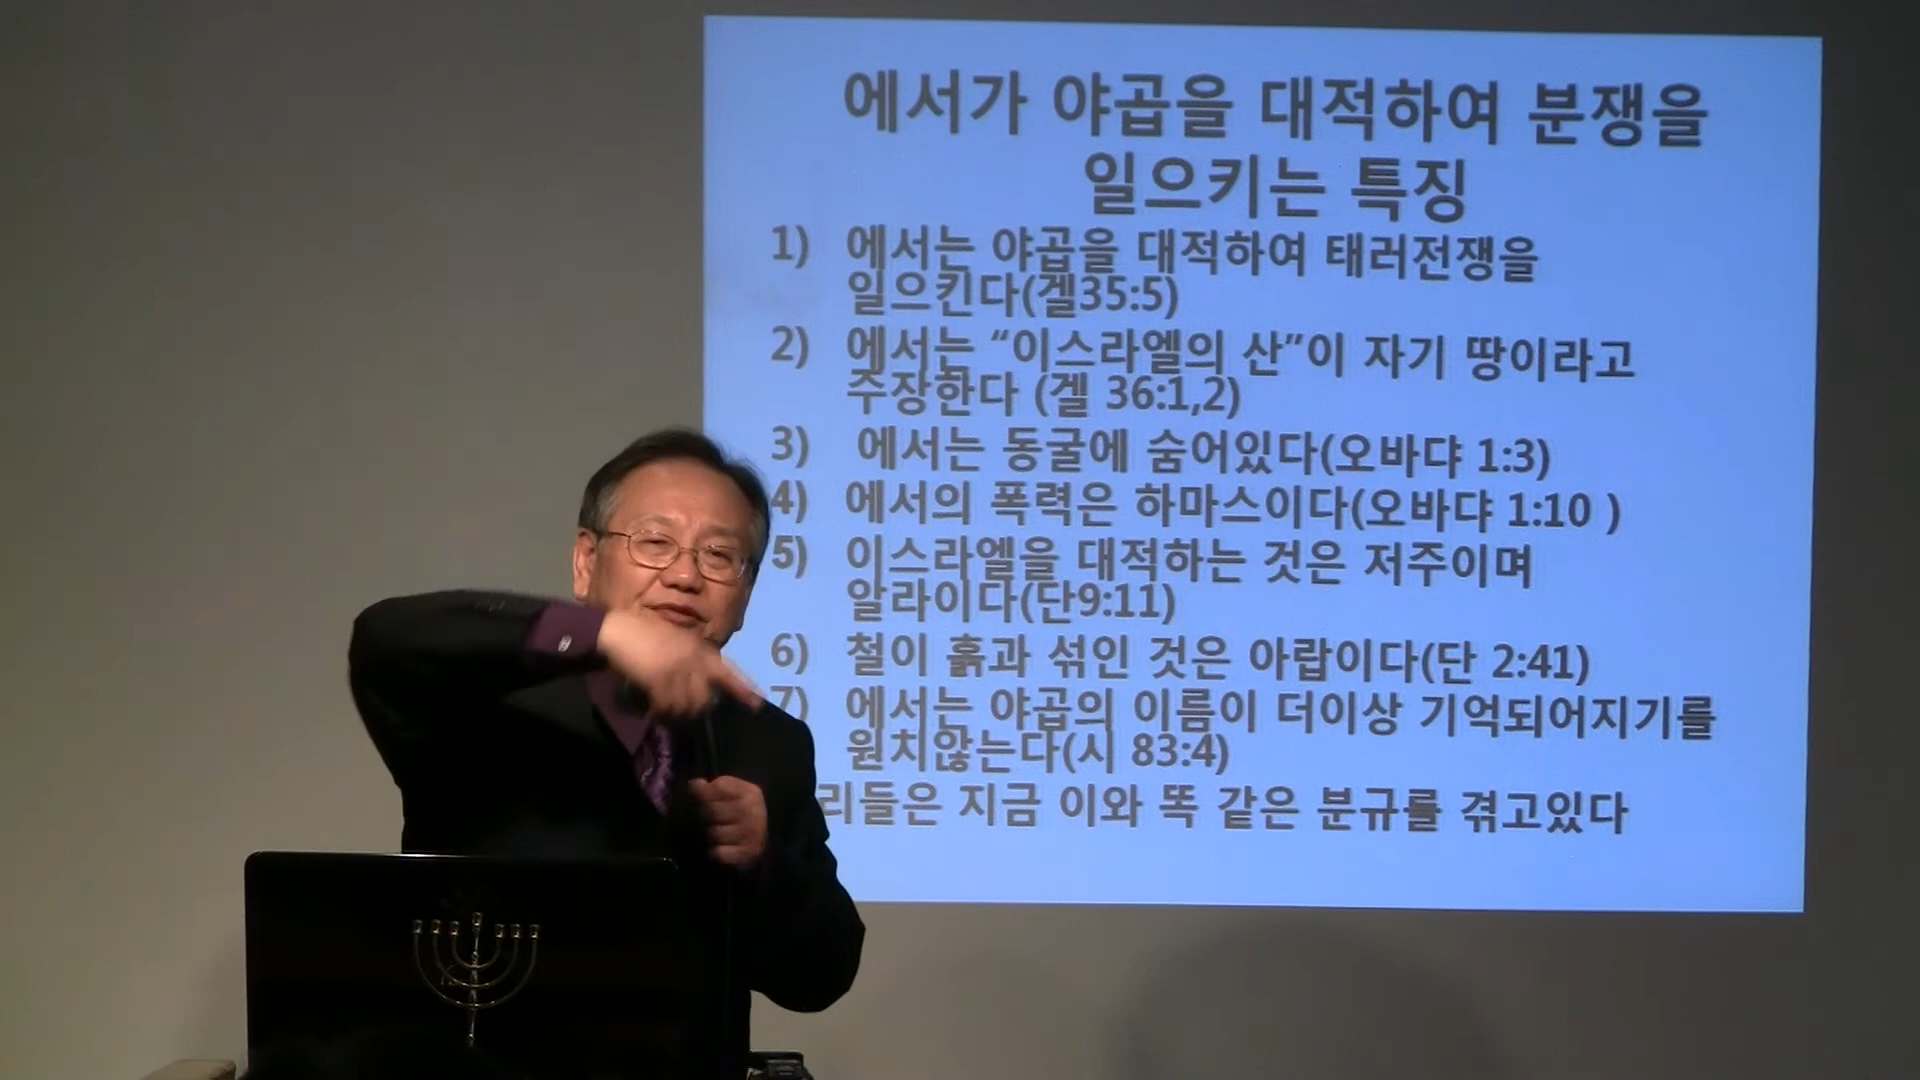 에서가 야곱을 대적하여 분쟁을
일으키는 특징
1) 에서는 야곱을 대적하여 태러전쟁을
일으킨다(겔35:5)
2) 에서는 “이스라엘의 산”이 자기 땅이라고
주장한다 (겔 36:1,2)
3) 에서는 동굴에 숨어있다(오바댜 1:3)
4) 에서의 폭력은 하마스이다(오바댜 1:10 )
5) 이스라엘을 대적하는 것은 저주이며
알라이다(단9:11)
6) 철이 흙과 섞인 것은 아랍이다(단 2:41)
7) 에서는 야곱의 이름이 더이상 기억되어지기를
원치않는다(시 83:4)
리들은 지금 이와 똑 같은 분규를 겪고있다